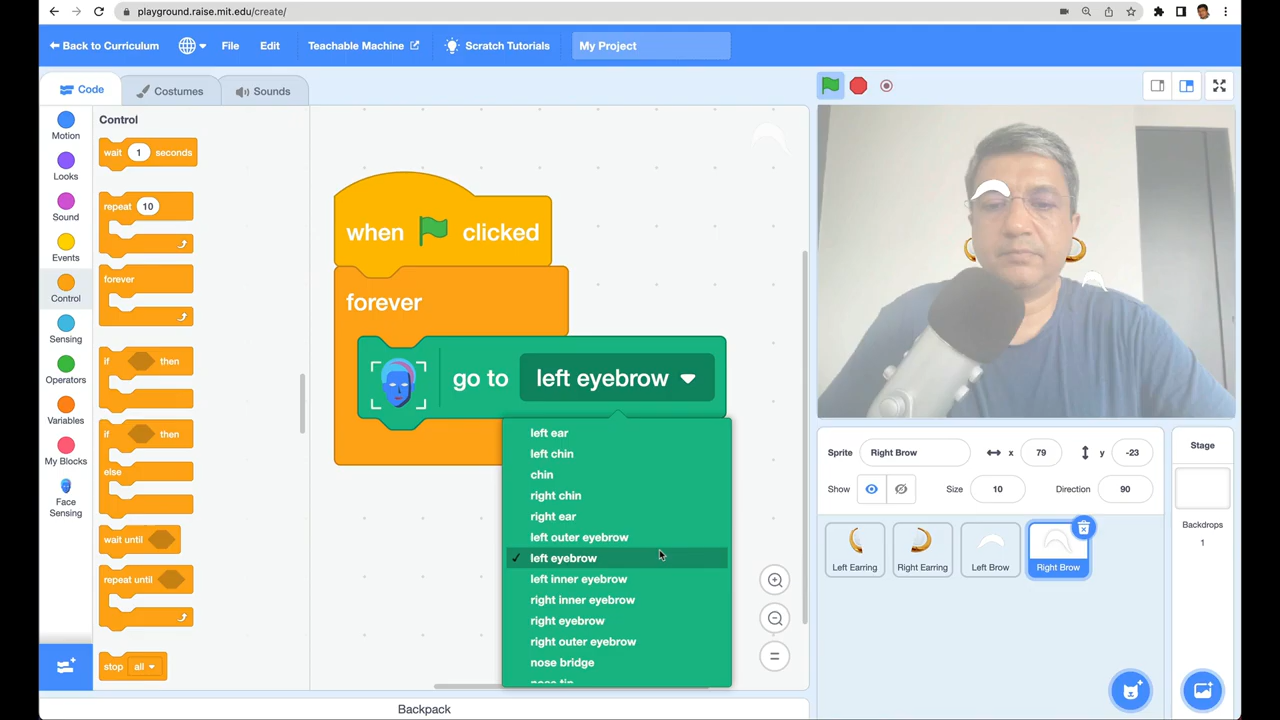 playground.raise.mit.edu/create/
Back to Curriculum
File
Edit
Teachable Machine
Scratch Tutorials
My Project
Code
Costumes
Sounds
Motion
Looks
Sound
Events
Control
Sensing
Operators
Variables
My Blocks
Face
Sensing
Control
wait 1 seconds
repeat 10
forever
if then
if then
else
wait until
repeat until
stop all
when clicked
forever
go to left eyebrow
left ear
left chin
chin
right chin
right ear
left outer eyebrow
left eyebrow
left inner eyebrow
right inner eyebrow
right eyebrow
right outer eyebrow
nose bridge
nose tip
Backpack
Sprite Right Brow x 79 y -23
Show Size 10 Direction 90
Left Earring
Right Earring
Left Brow
Right Brow
Stage
Backdrops
1